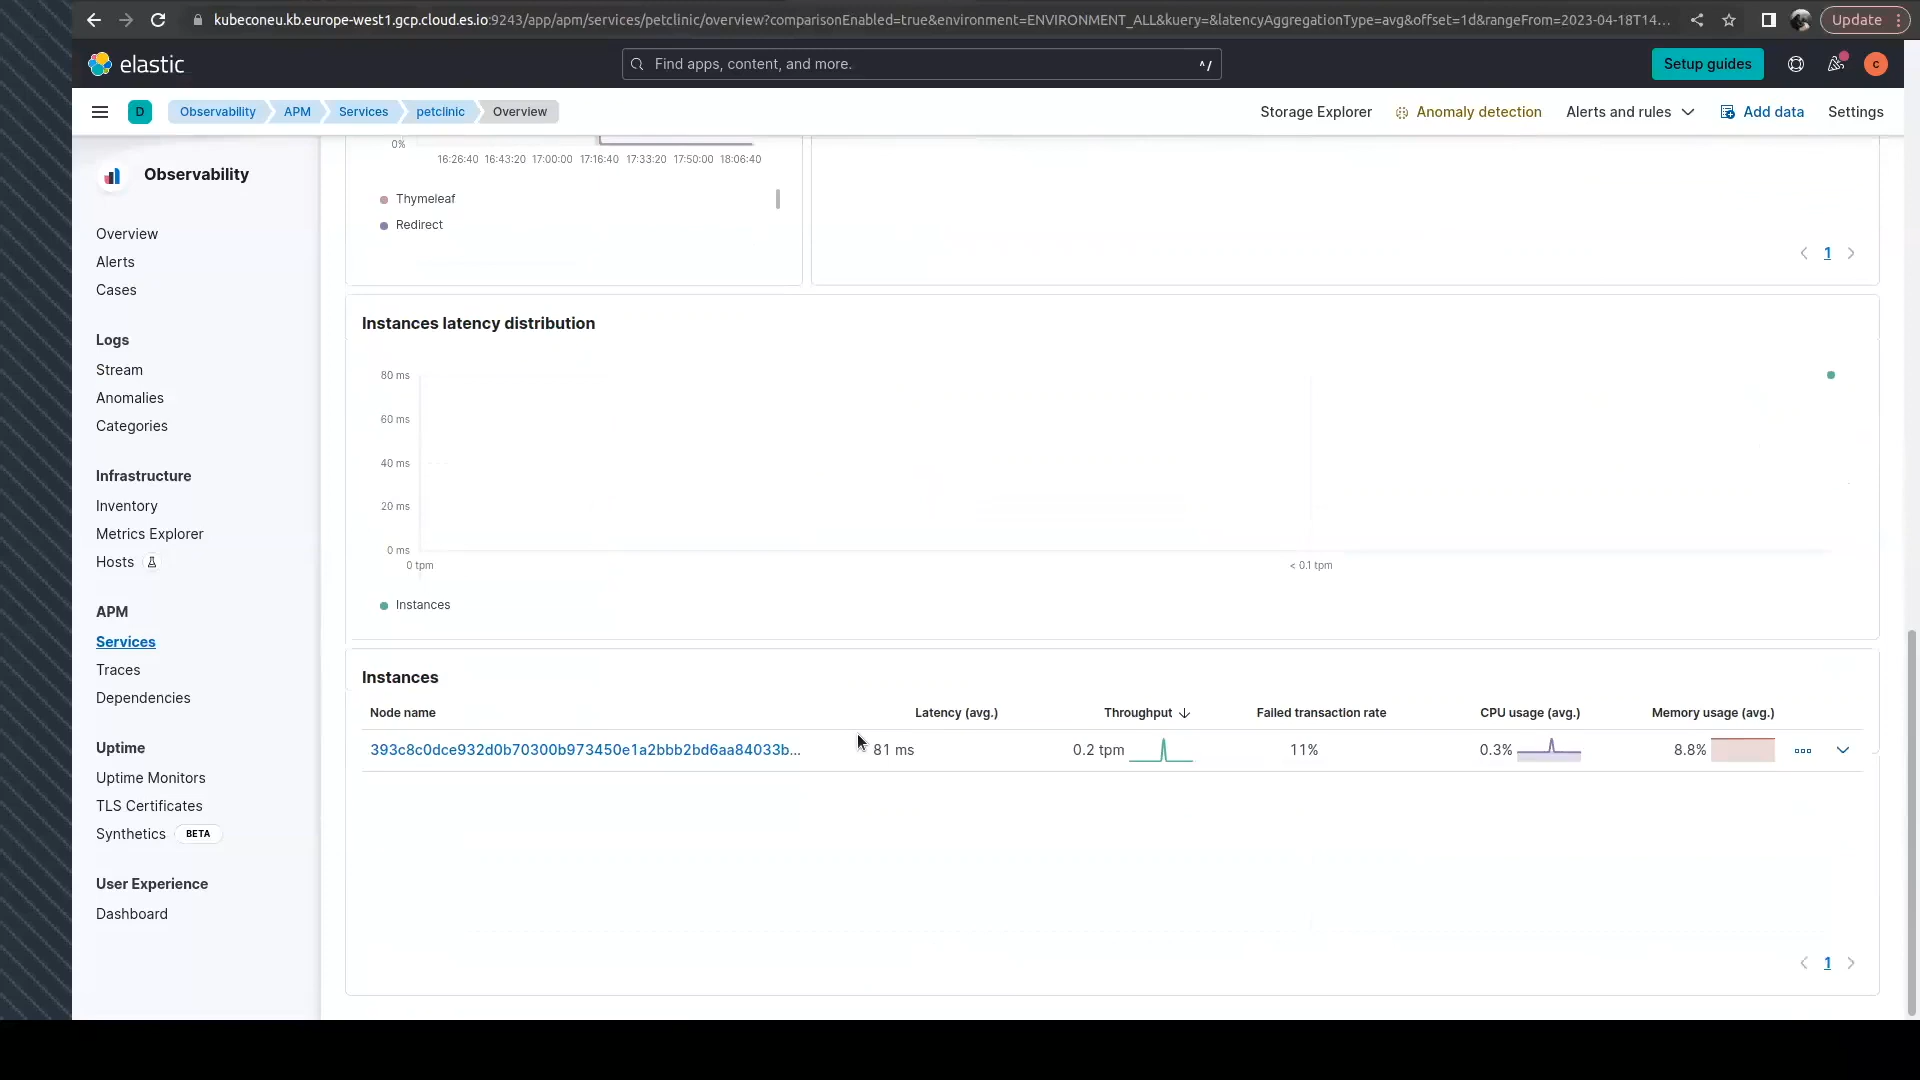 kubeconeu.kb.europe-west1.gcp.cloud.es.io:9243/app/apm/services/petclinic/overview?comparisonEnabled=true&environment=ENVIRONMENT_ALL&kuery=&latencyAggregationType=avg&offset=1d&rangeFrom=2023-04-18T14...
Update
elastic
Find apps, content, and more.
^/
Setup guides
c
D
Observability
APM
Services
petclinic
Overview
Storage Explorer
Anomaly detection
Alerts and rules
Add data
Settings
Observability
Overview
Alerts
Cases
Logs
Stream
Anomalies
Categories
Infrastructure
Inventory
Metrics Explorer
Hosts
APM
Services
Traces
Dependencies
Uptime
Uptime Monitors
TLS Certificates
Synthetics BETA
User Experience
Dashboard
0%
16:26:40 16:43:20 17:00:00 17:16:40 17:33:20 17:50:00 18:06:40
Thymeleaf
Redirect
1
Instances latency distribution
80 ms
60 ms
40 ms
20 ms
0 ms
0 tpm
< 0.1 tpm
Instances
Instances
Node name Latency (avg.) Throughput Failed transaction rate CPU usage (avg.) Memory usage (avg.)
393c8c0dce932d0b70300b973450e1a2bbb2bd6aa84033b... 81 ms 0.2 tpm 11% 0.3% 8.8%
1